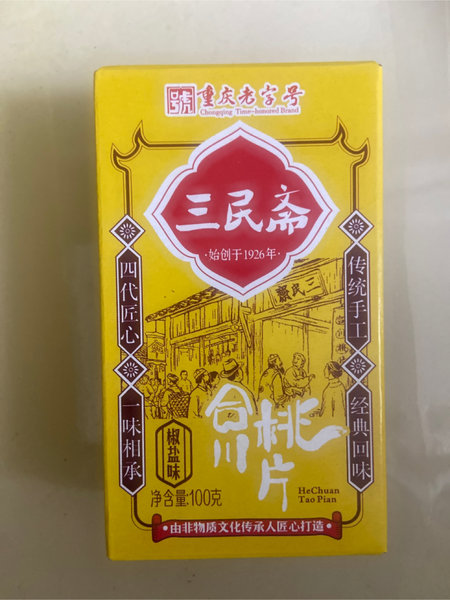 號 重庆老字号
Chongqing Time-honored Brand
三民斋
·始创于1926年·
四代匠心
一味相承
传统手工
经典回味
三民齋
合川
桃片
椒盐味
净含量:100克
HeChuan
Tao Pian
由非物质文化传承人匠心打造